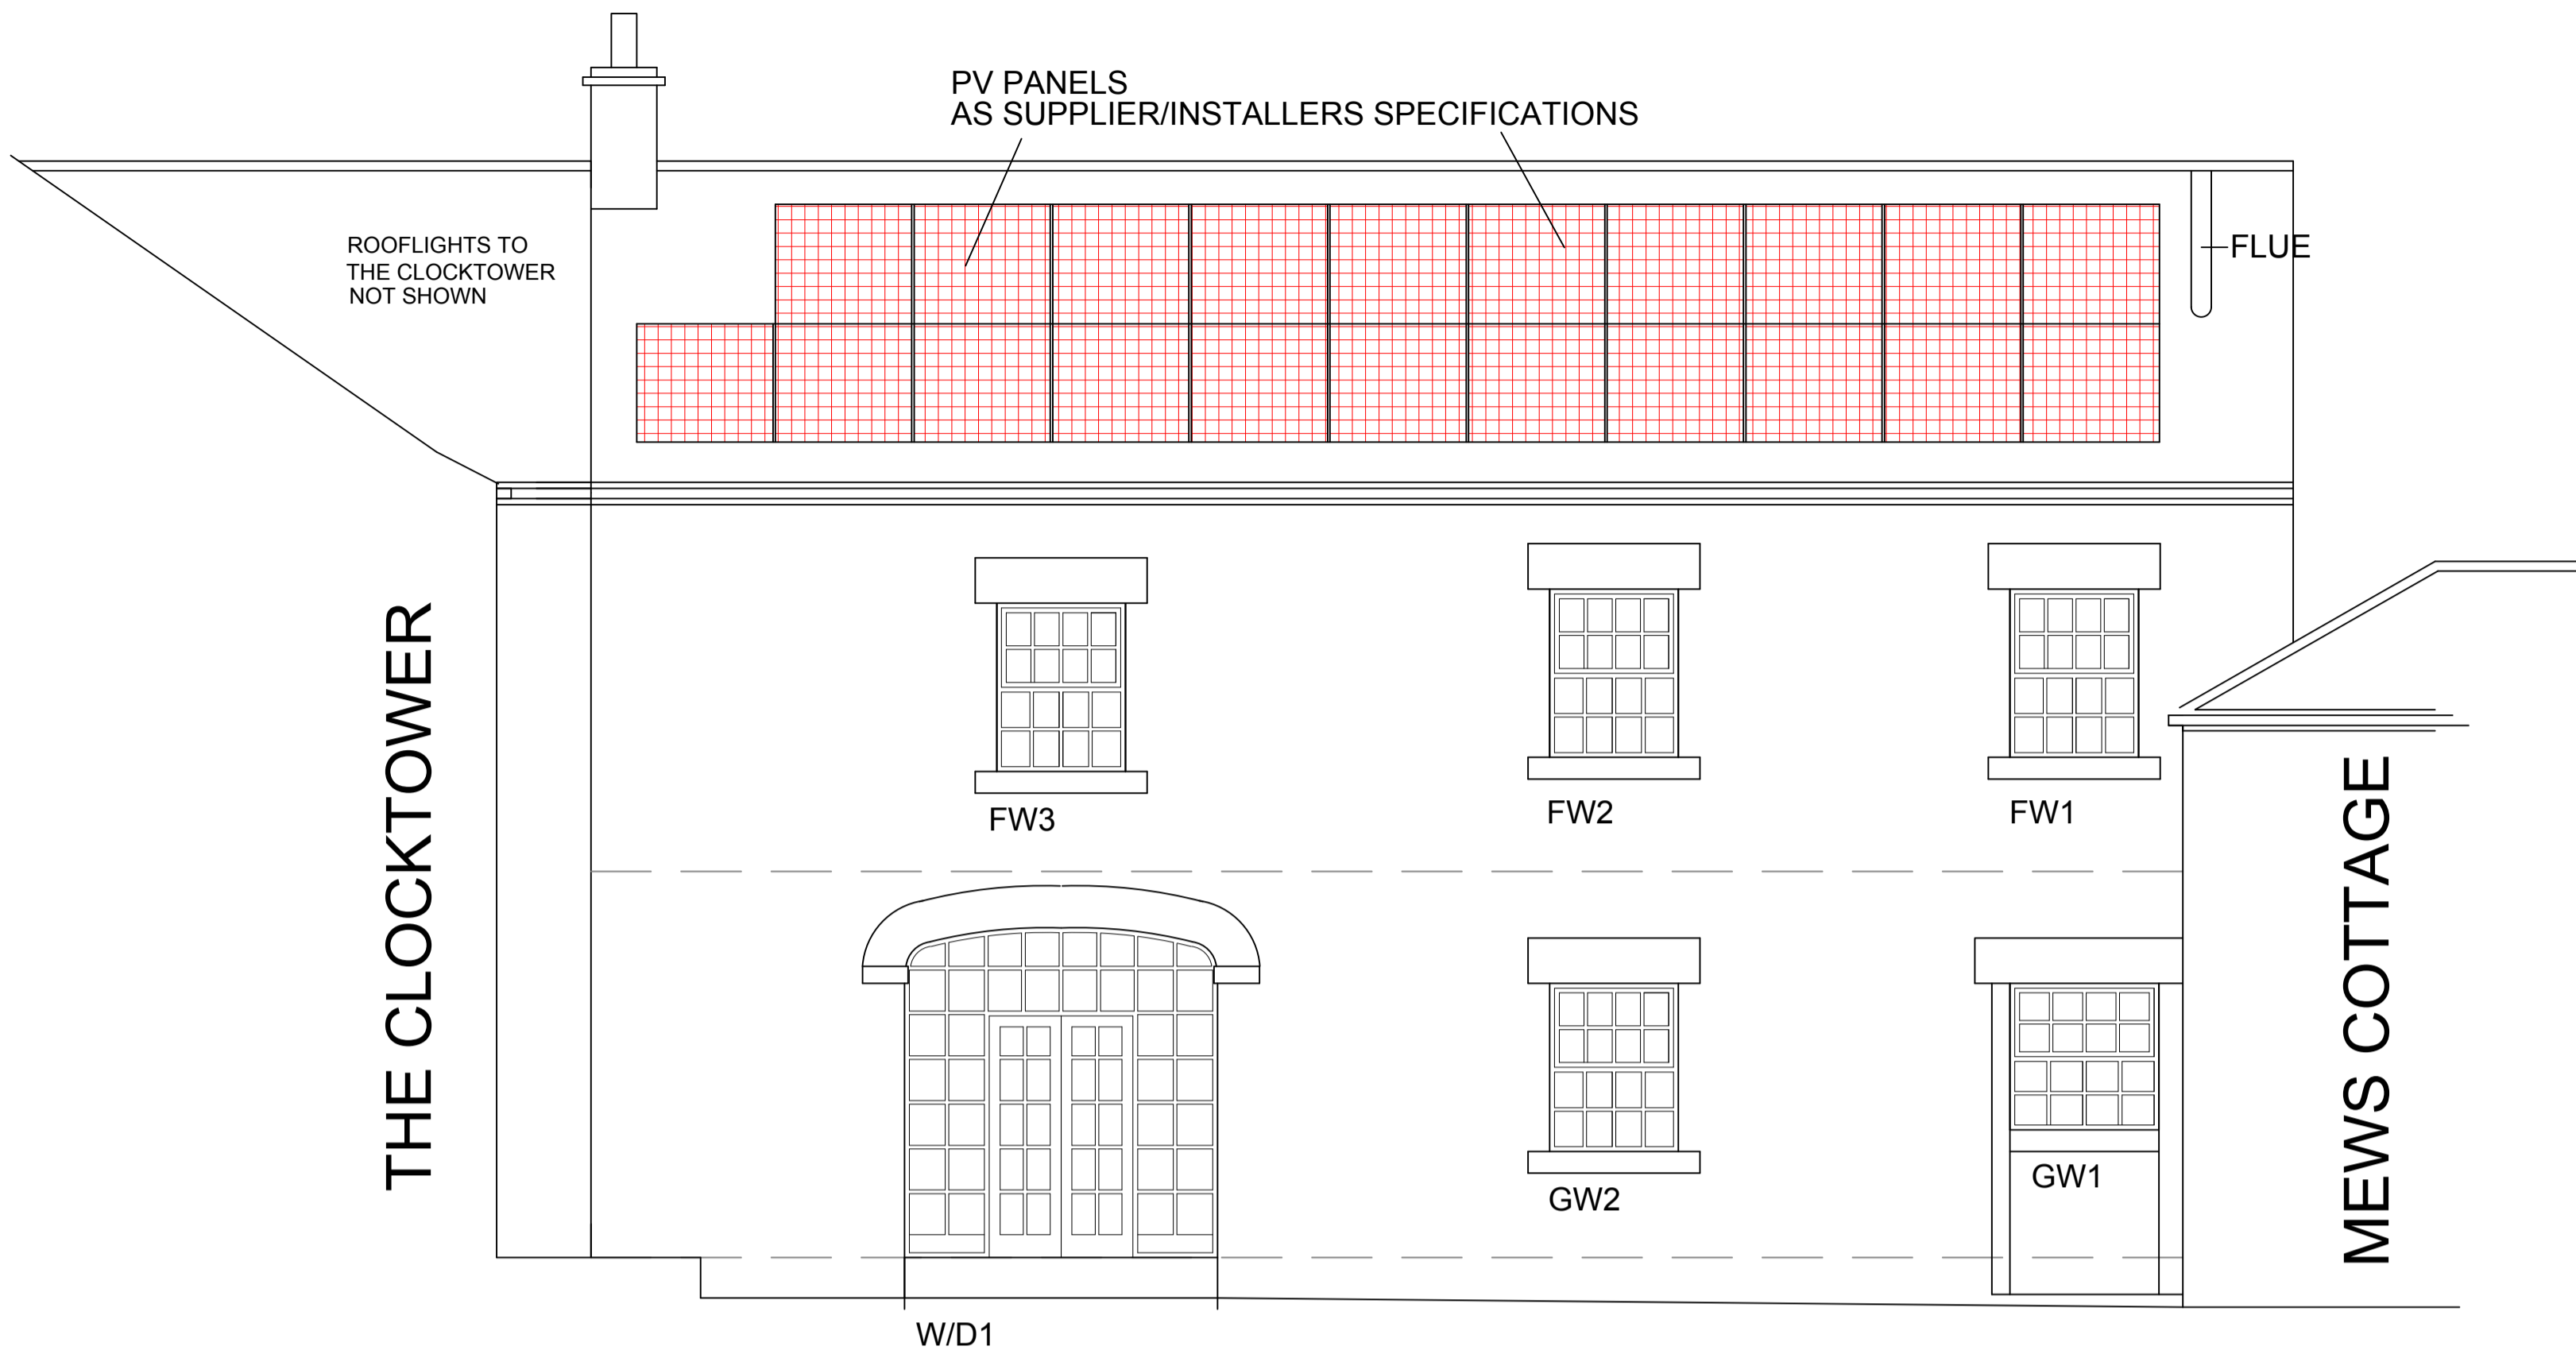 PV PANELS
AS SUPPLIER/INSTALLERS SPECIFICATIONS
ROOFLIGHTS TO
THE CLOCKTOWER
NOT SHOWN
FLUE
THE CLOCKTOWER
FW3
FW2
FW1
MEWS COTTAGE
GW2
GW1
W/D1